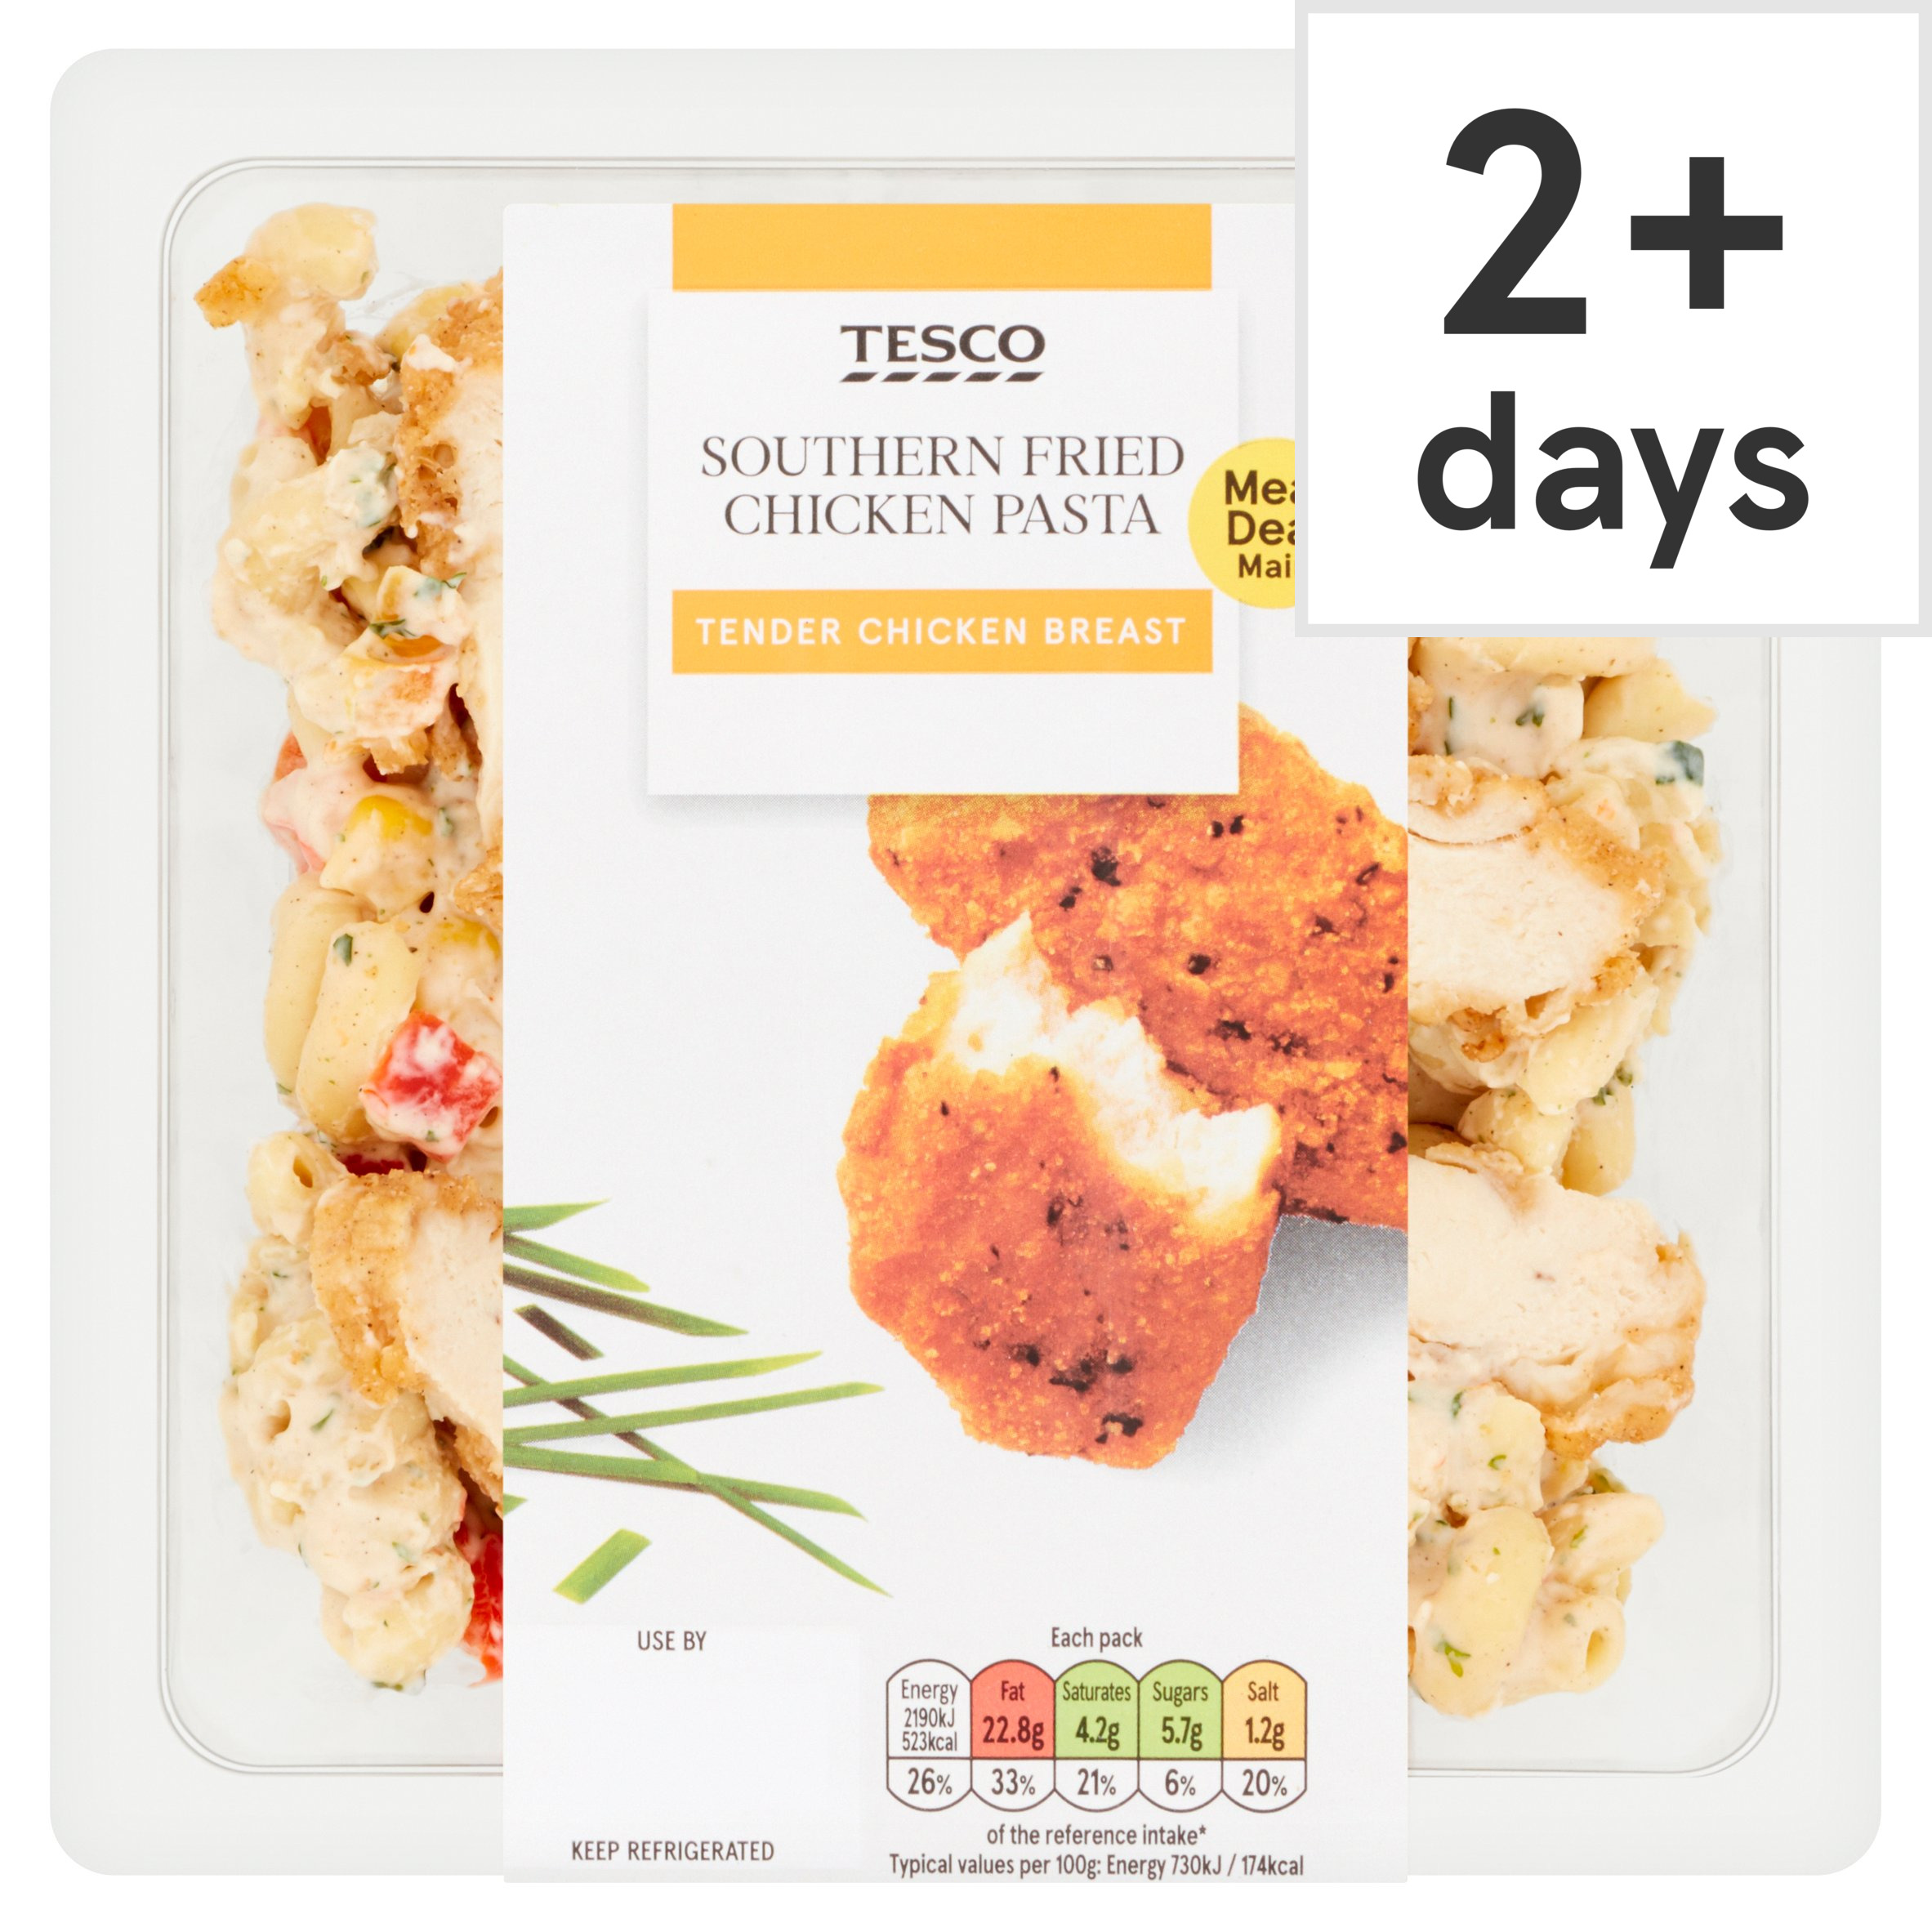 2+
days
TESCO
SOUTHERN FRIED
CHICKEN PASTA
TENDER CHICKEN BREAST
USE BY
KEEP REFRIGERATED
Each pack
Energy
2190kJ
523kcal
26%
Fat
22.8g
33%
Saturates
4.2g
21%
Sugars
5.7g
6%
Salt
1.2g
20%
of the reference intake*
Typical values per 100g: Energy 730kJ / 174kcal